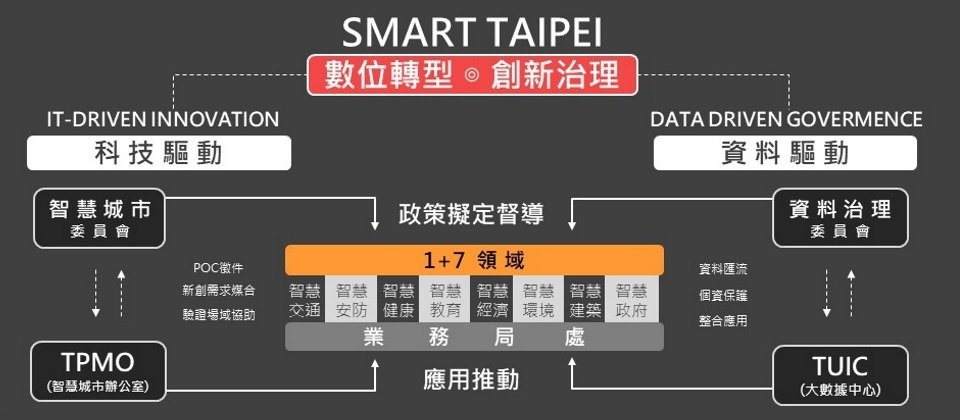 SMART TAIPEI
數位轉型◎創新治理
IT-DRIVEN INNOVATION
DATA DRIVEN GOVERMENCE
科技驅動
資料驅動
智慧城市
委員會
政策擬定督導
資料治理
委員會
1+7 領域
POC徵件
新創需求媒合
驗證場域協助
智慧
交通
智慧
安防
智慧
健康
智慧
教育
智慧
經濟
智慧
環境
智慧
建築
智慧
政府
資料匯流
個資保護
整合應用
業務局處
TPMO
(智慧城市辦公室)
應用推動
TUIC
(大數據中心)